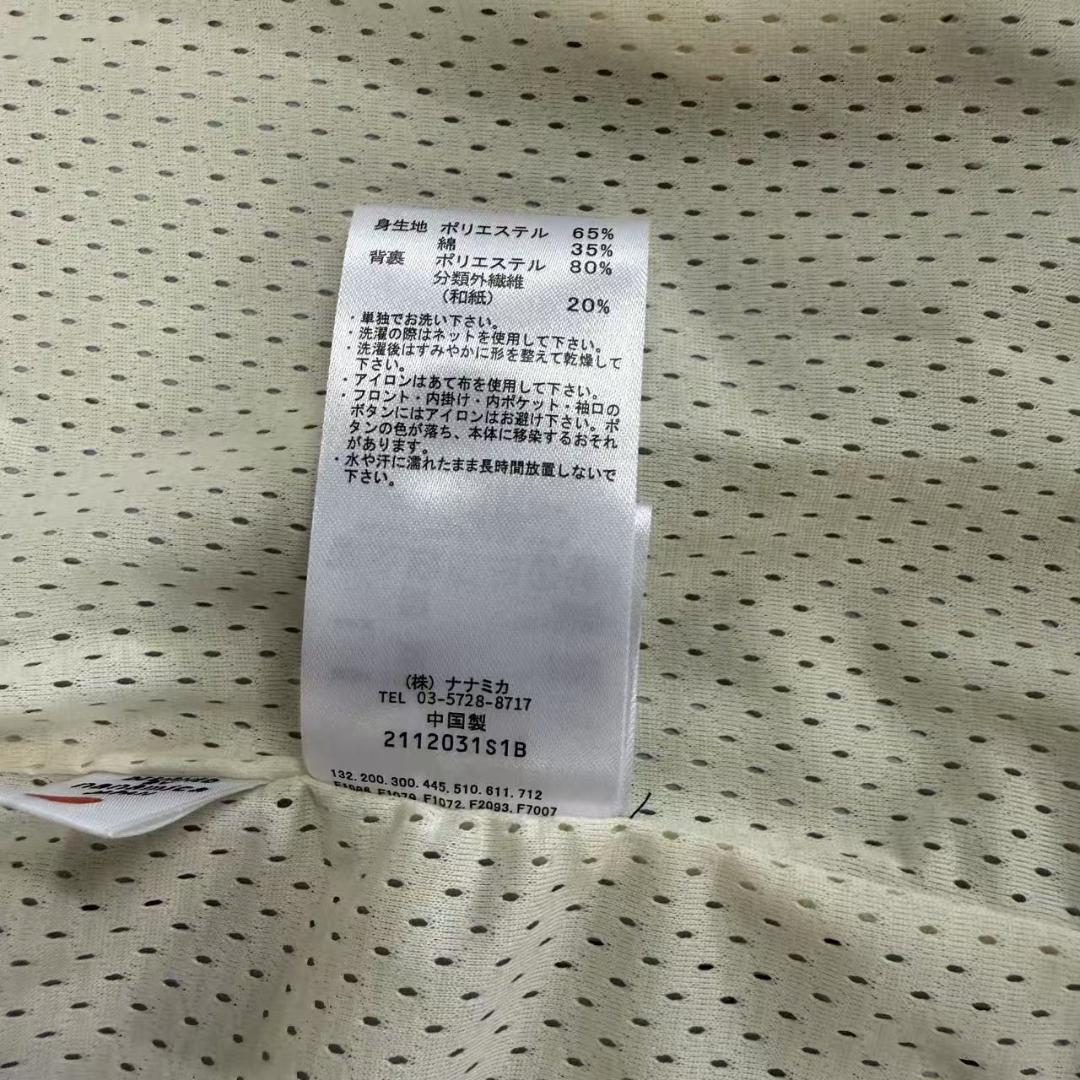 身生地 ポリエステル 65%
綿 35%
背裏 ポリエステル 80%
分類外繊維
(和紙) 20%
・単独でお洗い下さい。
・洗濯の際はネットを使用して下さい。
・洗濯後はすみやかに形を整えて乾燥して
下さい。
・アイロンはあて布を使用して下さい。
・フロント・内掛け・内ポケット・袖口の
ボタンにはアイロンはお避け下さい。ボ
タンの色が落ち、本体に移染するおそれ
があります。
・水や汗に濡れたまま長時間放置しないで
下さい。
(株) ナナミカ
TEL 03-5728-8717
中国製
2112031S1B
132.200.300.445.510.611.712
F1072.F2093.F7007